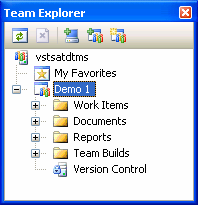 Team Explorer
vstsatdtms
My Favorites
Demo 1
Work Items
Documents
Reports
Team Builds
Version Control